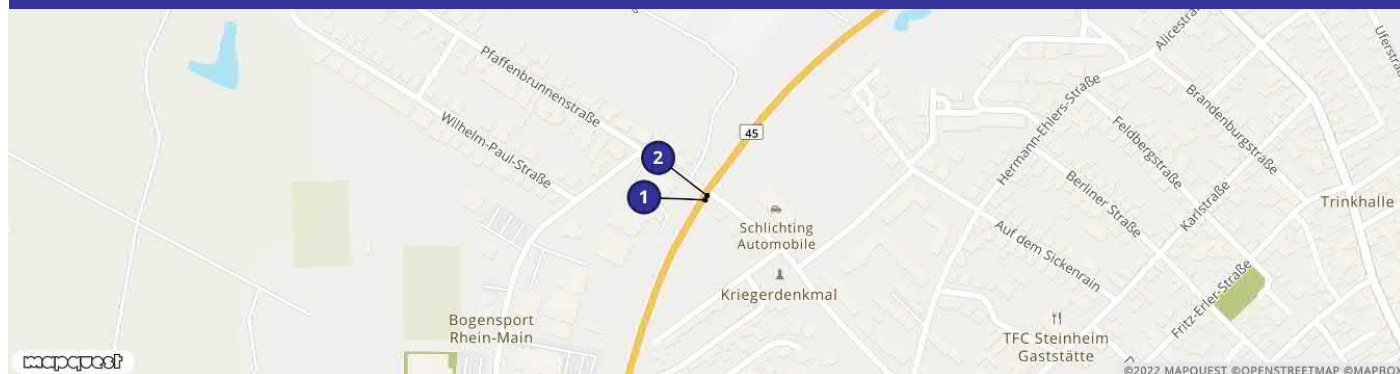 Pfaffenbrunnenstraße
Wilhelm-Paul-Straße
2
1
45
Schlichting
Automobile
Kriegerdenkmal
Bogensport
Rhein-Main
Hermann-Ehlers-Straße
Feldbergstraße
Brandenburgstraße
Berliner Straße
Karlstraße
Auf dem Sickenrain
Fritz-Erler-Straße
Trinkhalle
TFC Steinheim
Gaststätte
mapquest
©2022 MAPQUEST ©OPENSTREETMAP ©MAPBOX